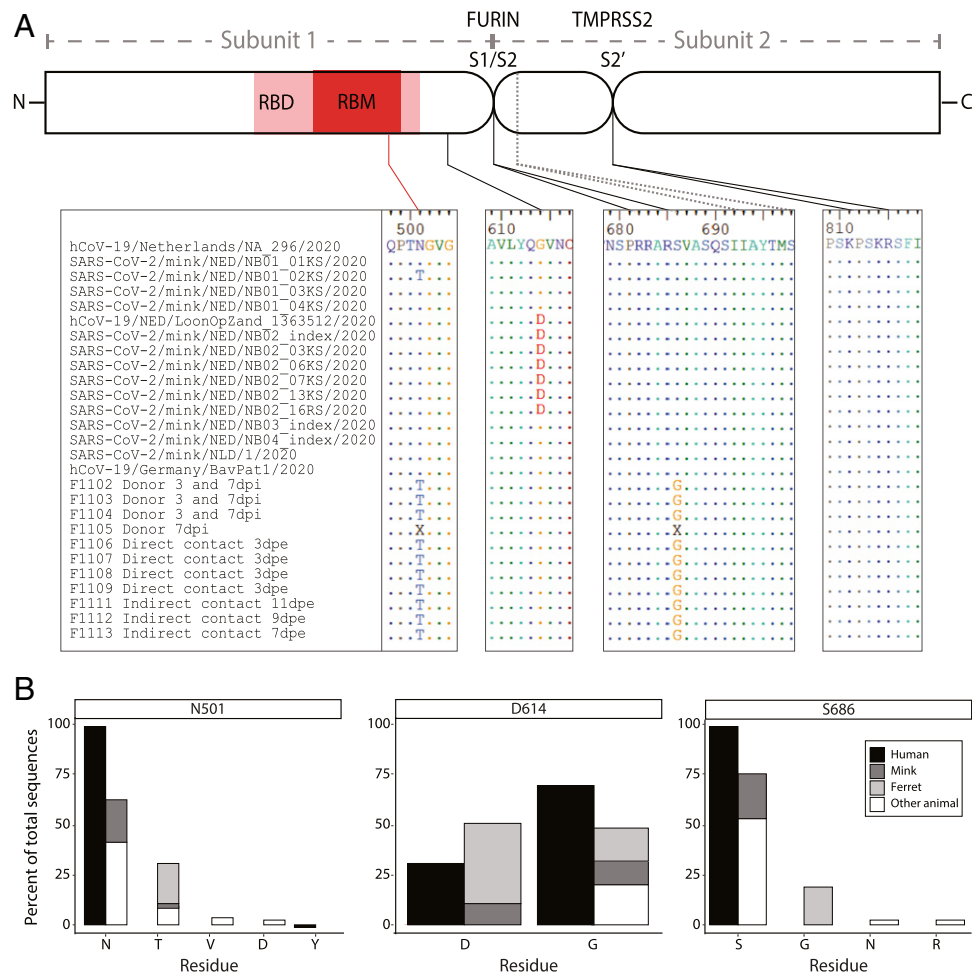 A
FURIN
TMPRSS2
Subunit 1
Subunit 2
S1/S2
S2’
N
RBD
RBM
C
500
610
680
690
810
hCoV-19/Netherlands/NA_296/2020 QPTNGVG AVLYQGVNC NSPRRARSVASQSIIAYTMS PSKPSKRSFI
SARS-CoV-2/mink/NED/NB01_01KS/2020
SARS-CoV-2/mink/NED/NB01_02KS/2020 T
SARS-CoV-2/mink/NED/NB01_03KS/2020
SARS-CoV-2/mink/NED/NB01_04KS/2020
hCoV-19/NED/LoonOpZand_1363512/2020 D
SARS-CoV-2/mink/NED/NB02_index/2020 D
SARS-CoV-2/mink/NED/NB02_03KS/2020 D
SARS-CoV-2/mink/NED/NB02_06KS/2020 D
SARS-CoV-2/mink/NED/NB02_07KS/2020 D
SARS-CoV-2/mink/NED/NB02_13KS/2020 D
SARS-CoV-2/mink/NED/NB02_16RS/2020 D
SARS-CoV-2/mink/NED/NB03_index/2020
SARS-CoV-2/mink/NED/NB04_index/2020
SARS-CoV-2/mink/NLD/1/2020
hCoV-19/Germany/BavPat1/2020
F1102 Donor 3 and 7dpi T G
F1103 Donor 3 and 7dpi T G
F1104 Donor 3 and 7dpi T G
F1105 Donor 7dpi X X
F1106 Direct contact 3dpe T G
F1107 Direct contact 3dpe T G
F1108 Direct contact 3dpe T G
F1109 Direct contact 3dpe T G
F1111 Indirect contact 11dpe T G
F1112 Indirect contact 9dpe T G
F1113 Indirect contact 7dpe T G
B
N501
D614
S686
Percent of total sequences
100
75
50
25
0
N T V D Y
Residue
100
75
50
25
0
D G
Residue
100
75
50
25
0
Human
Mink
Ferret
Other animal
S G N R
Residue